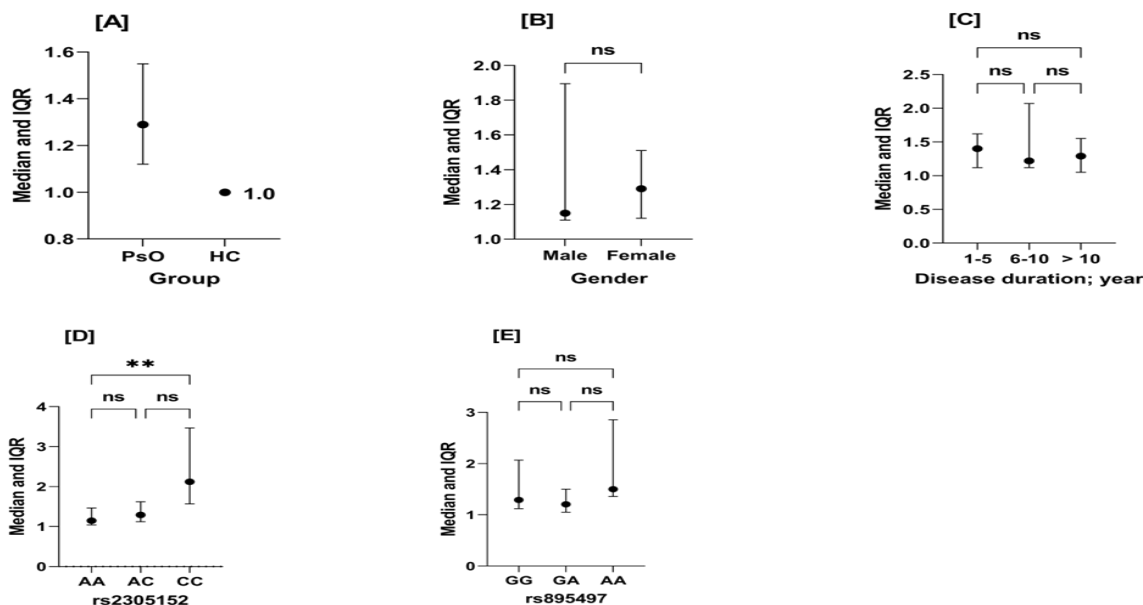 [A]
Median and IQR
1.6
1.4
1.2
1.0
0.8
1.0
PsO HC
Group
[B]
ns
Median and IQR
2.0
1.8
1.6
1.4
1.2
1.0
Male Female
Gender
[C]
ns
ns ns
Median and IQR
2.5
2.0
1.5
1.0
0.5
0.0
1-5 6-10 > 10
Disease duration; year
[D]
**
ns ns
Median and IQR
4
3
2
1
0
AA AC CC
rs2305152
[E]
ns
ns ns
Median and IQR
3
2
1
0
GG GA AA
rs895497